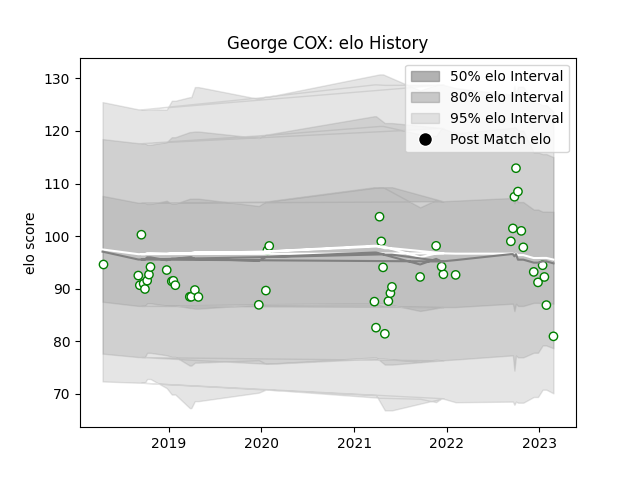 George COX: elo History
50% elo Interval
80% elo Interval
95% elo Interval
Post Match elo
elo score
130
120
110
100
90
80
70
2019
2020
2021
2022
2023